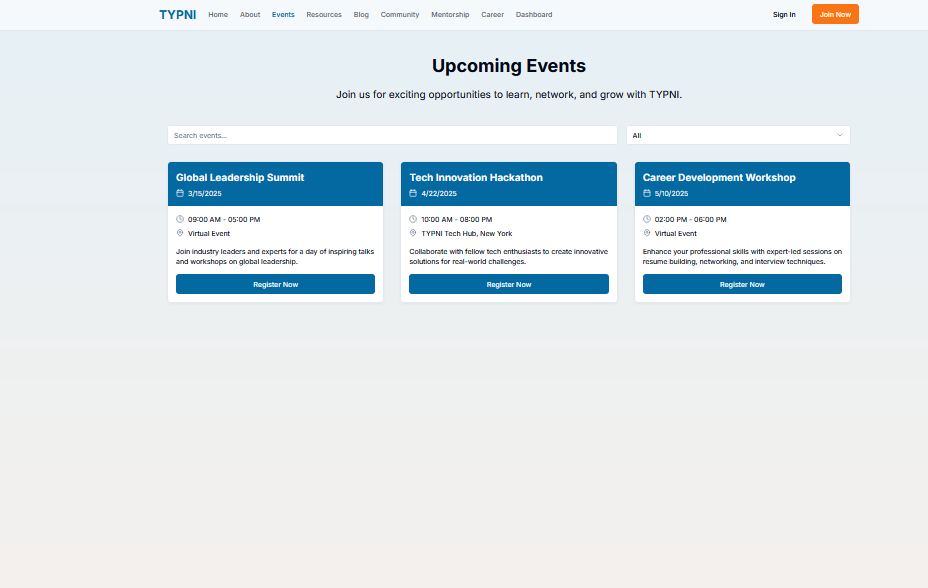 TYPNI Home About Events Resources Blog Community Mentorship Career Dashboard Sign In Join Now
Upcoming Events
Join us for exciting opportunities to learn, network, and grow with TYPNI.
Search events... All
Global Leadership Summit
3/15/2025
09:00 AM - 05:00 PM
Virtual Event
Join industry leaders and experts for a day of inspiring talks
and workshops on global leadership.
Register Now
Tech Innovation Hackathon
4/22/2025
10:00 AM - 08:00 PM
TYPNI Tech Hub, New York
Collaborate with fellow tech enthusiasts to create innovative
solutions for real-world challenges.
Register Now
Career Development Workshop
5/10/2025
02:00 PM - 06:00 PM
Virtual Event
Enhance your professional skills with expert-led sessions on
resume building, networking, and interview techniques.
Register Now